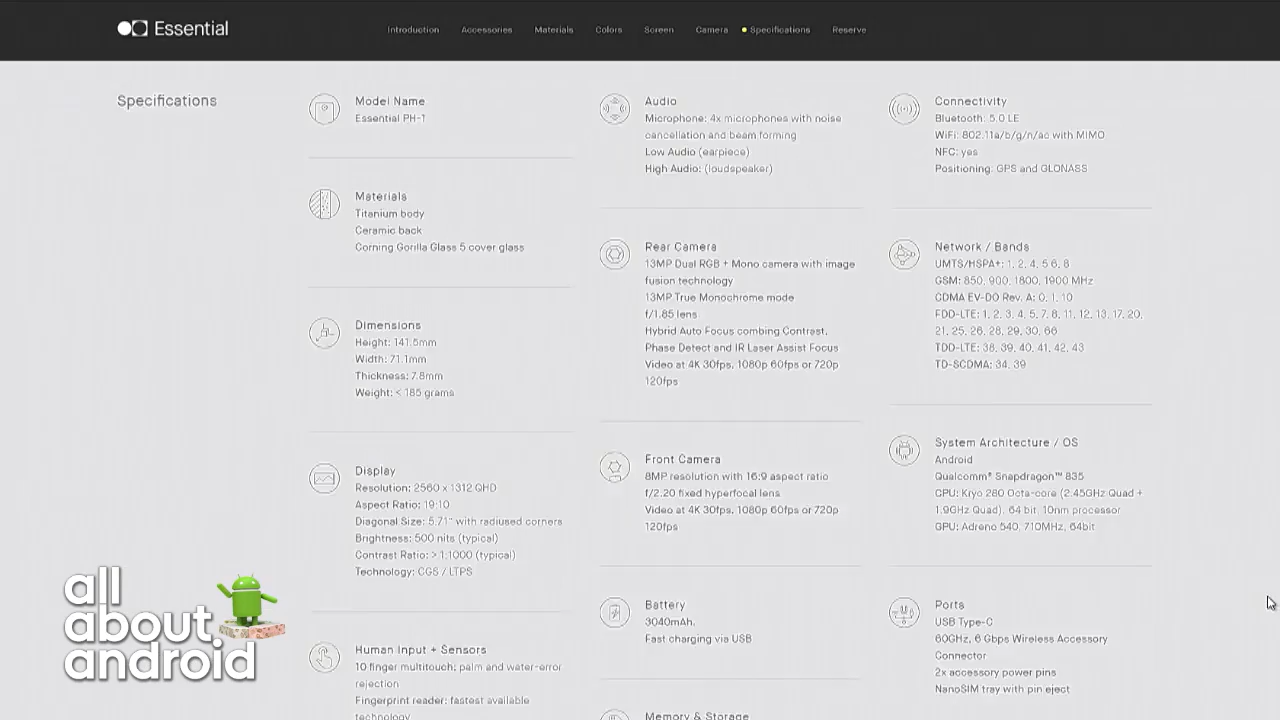 Essential
Introduction
Accessories
Materials
Colors
Screen
Camera
Specifications
Reserve
Specifications
Model Name
Essential PH-1
Materials
Titanium body
Ceramic back
Corning Gorilla Glass 5 cover glass
Dimensions
Height: 141.5mm
Width: 71.1mm
Thickness: 7.8mm
Weight: < 185 grams
Display
Resolution: 2560 x 1312 QHD
Aspect Ratio: 19:10
Diagonal Size: 5.71" with radiused corners
Brightness: 500 nits (typical)
Contrast Ratio: > 1:1000 (typical)
Technology: CGS / LTPS
Human Input + Sensors
10 finger multitouch; palm and water-error
rejection
Fingerprint reader: fastest available
technology
Audio
Microphone: 4x microphones with noise
cancellation and beam forming
Low Audio (earpiece)
High Audio: (loudspeaker)
Rear Camera
13MP Dual RGB + Mono camera with image
fusion technology
13MP True Monochrome mode
f/1.85 lens
Hybrid Auto Focus combing Contrast,
Phase Detect and IR Laser Assist Focus
Video at 4K 30fps, 1080p 60fps or 720p
120fps
Front Camera
8MP resolution with 16:9 aspect ratio
f/2.20 fixed hyperfocal lens
Video at 4K 30fps, 1080p 60fps or 720p
120fps
Battery
3040mAh.
Fast charging via USB
Memory & Storage
Connectivity
Bluetooth: 5.0 LE
WiFi: 802.11a/b/g/n/ac with MIMO
NFC: yes
Positioning: GPS and GLONASS
Network / Bands
UMTS/HSPA+: 1, 2, 4, 5 6, 8
GSM: 850, 900, 1800, 1900 MHz
CDMA EV-DO Rev. A: 0, 1, 10
FDD-LTE: 1, 2, 3, 4, 5, 7, 8, 11, 12, 13, 17, 20,
21, 25, 26, 28, 29, 30, 66
TDD-LTE: 38, 39, 40, 41, 42, 43
TD-SCDMA: 34, 39
System Architecture / OS
Android
Qualcomm® Snapdragon™ 835
CPU: Kryo 280 Octa-core (2.45GHz Quad +
1.9GHz Quad), 64 bit, 10nm processor
GPU: Adreno 540, 710MHz, 64bit
Ports
USB Type-C
60GHz, 6 Gbps Wireless Accessory
Connector
2x accessory power pins
NanoSIM tray with pin eject
all
about
android